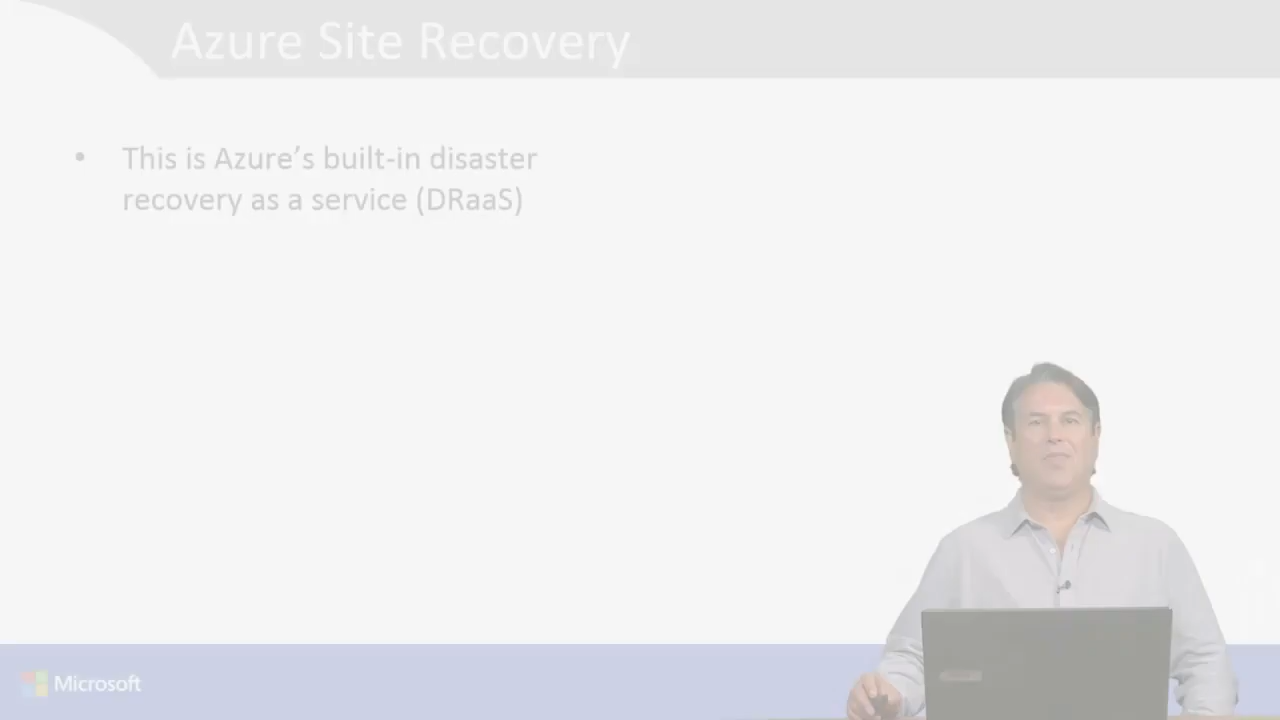 Azure Site Recovery
• This is Azure’s built-in disaster
recovery as a service (DRaaS)
Microsoft